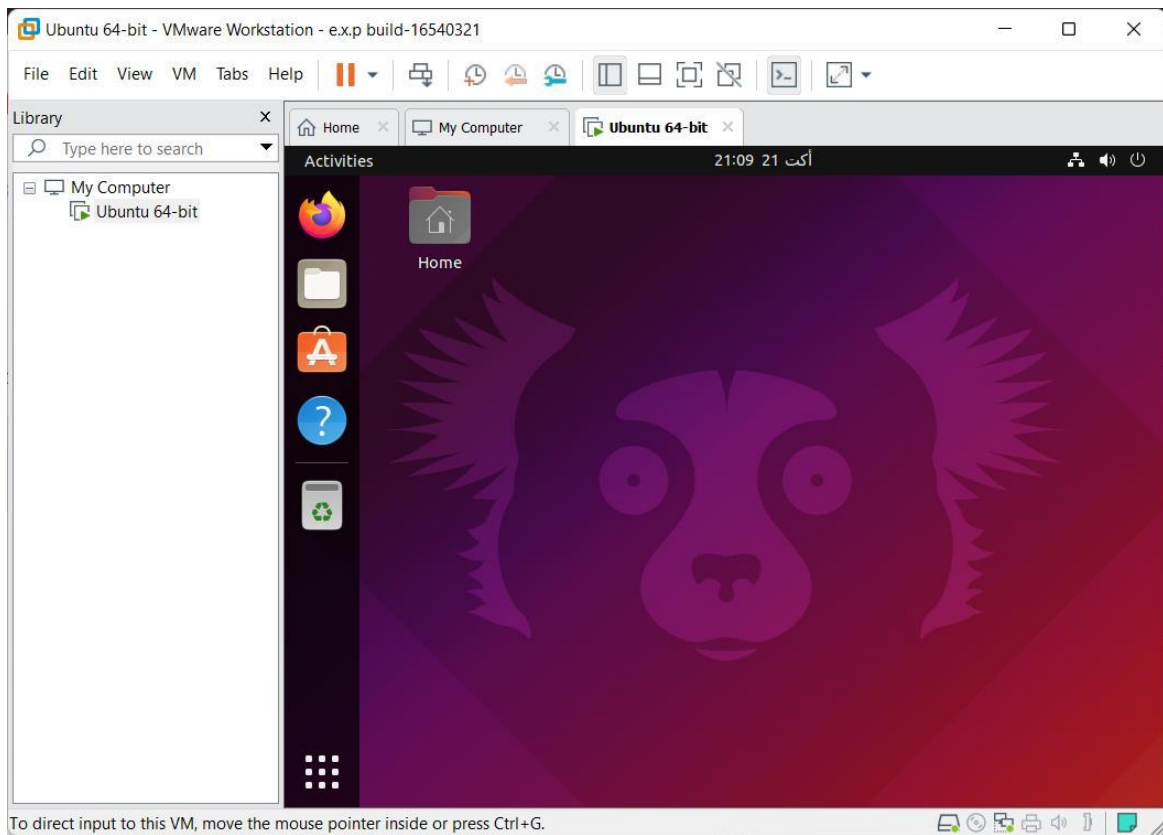 Ubuntu 64-bit - VMware Workstation - e.x.p build-16540321
File Edit View VM Tabs Help
Library
Type here to search
My Computer
Ubuntu 64-bit
Home
My Computer
Ubuntu 64-bit
Activities
21:09 21 أكت
Home
To direct input to this VM, move the mouse pointer inside or press Ctrl+G.